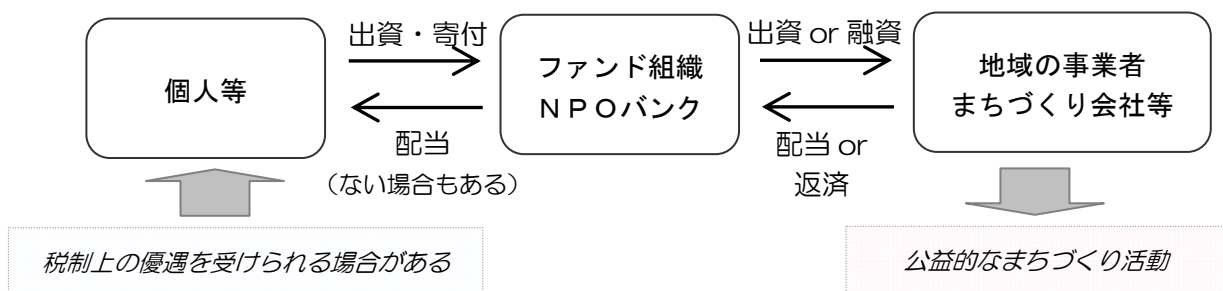 個人等
出資・寄付
配当
（ない場合もある）
ファンド組織
ＮＰＯバンク
出資 or 融資
配当 or
返済
地域の事業者
まちづくり会社等
税制上の優遇を受けられる場合がある
公益的なまちづくり活動